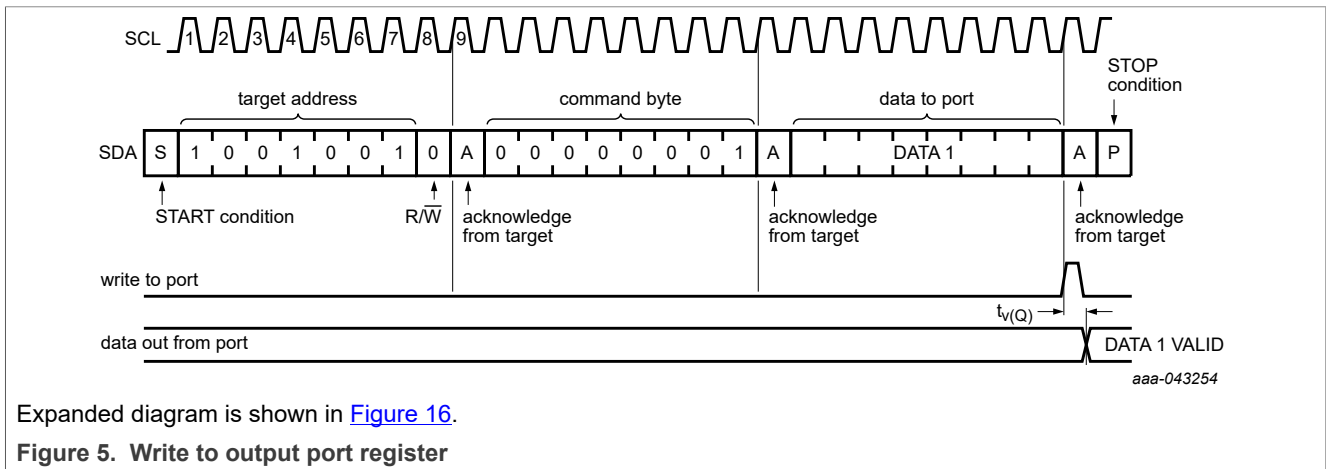 SCL 1 2 3 4 5 6 7 8 9
STOP
condition
target address command byte data to port
SDA S 1 0 0 1 0 0 1 0 A 0 0 0 0 0 0 0 1 A DATA 1 A P
START condition R/W acknowledge acknowledge acknowledge
from target from target from target
write to port
tv(Q)
data out from port DATA 1 VALID
aaa-043254
Expanded diagram is shown in Figure 16.
Figure 5. Write to output port register